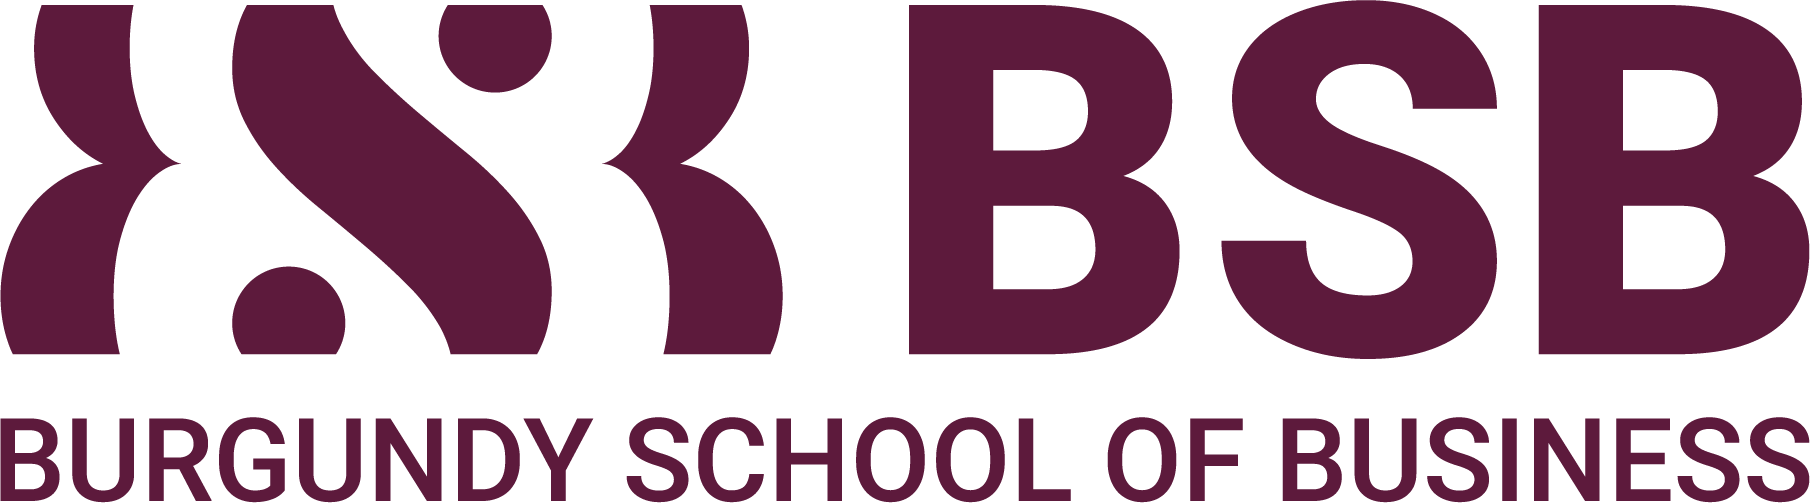 BSB
BURGUNDY SCHOOL OF BUSINESS